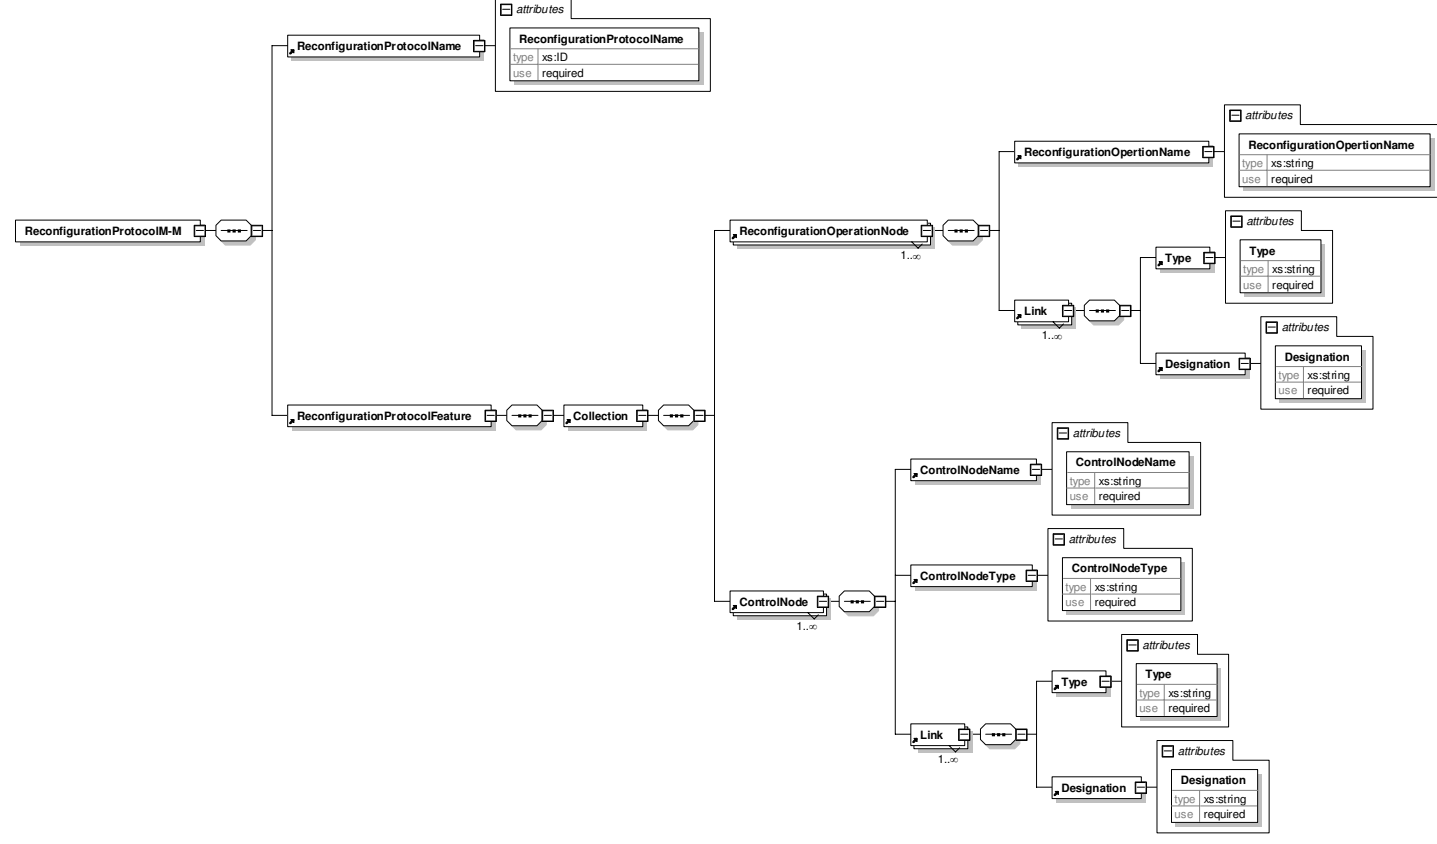 attributes
ReconfigurationProtocolName
ReconfigurationProtocolName
type xs:ID
use required
ReconfigurationProtocolM-M
ReconfigurationProtocolFeature
Collection
ReconfigurationOperationNode
1..∞
ReconfigurationOpertionName
attributes
ReconfigurationOpertionName
type xs:string
use required
Link
1..∞
Type
attributes
Type
type xs:string
use required
Designation
attributes
Designation
type xs:string
use required
ControlNode
1..∞
ControlNodeName
attributes
ControlNodeName
type xs:string
use required
ControlNodeType
attributes
ControlNodeType
type xs:string
use required
Link
1..∞
Type
attributes
Type
type xs:string
use required
Designation
attributes
Designation
type xs:string
use required